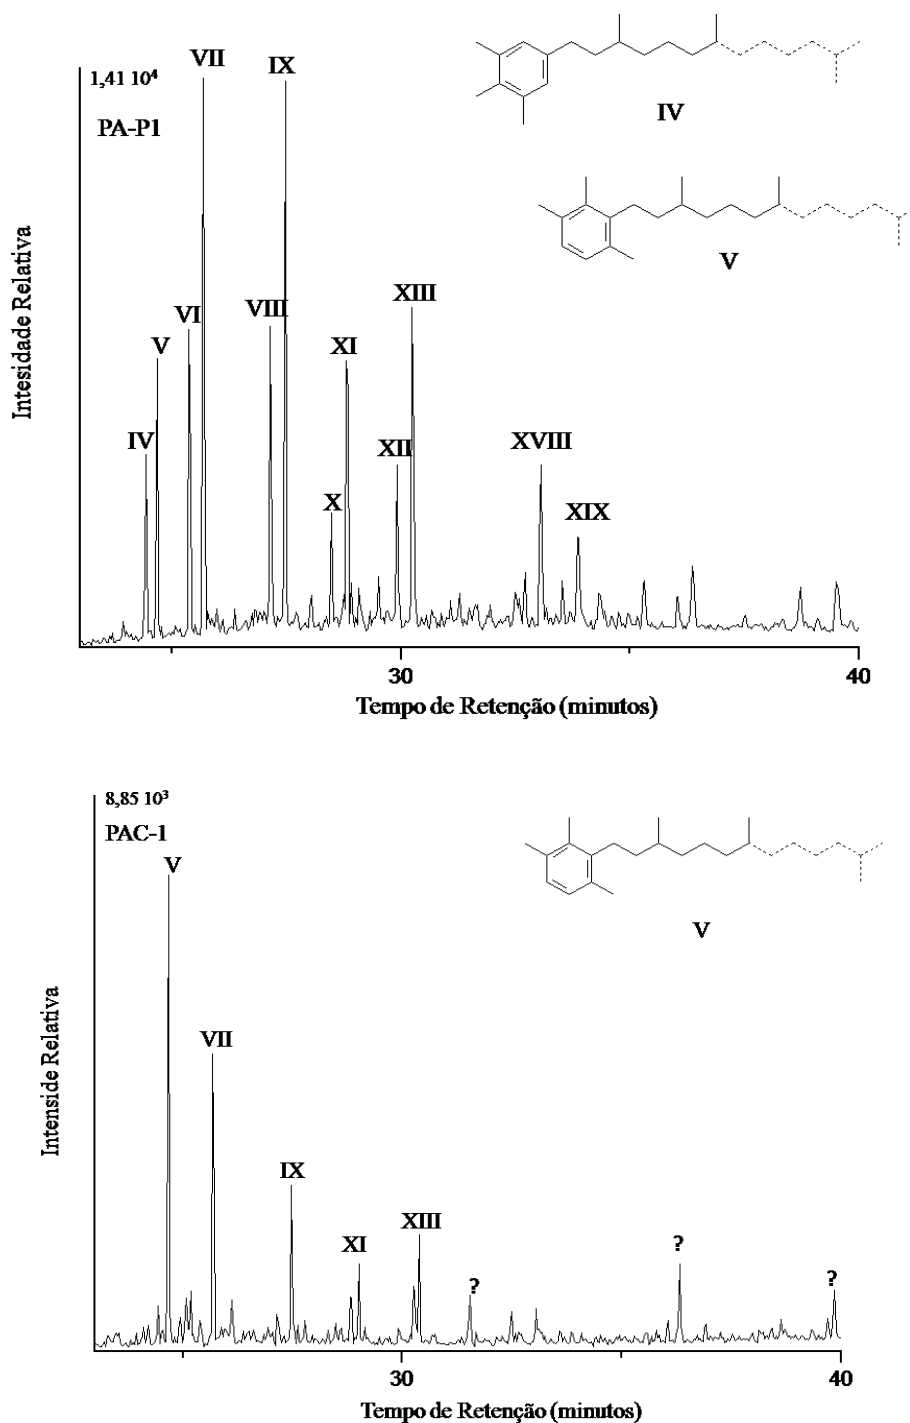 1,41 10⁴
PA-P1
IV
V
VI
VII
VIII
IX
X
XI
XII
XIII
XVIII
XIX
IV
V
Intesidade Relativa
30
40
Tempo de Retenção (minutos)
8,85 10³
PAC-1
V
VII
IX
XI
XIII
?
?
?
V
Intenside Relativa
30
40
Tempo de Retenção (minutos)